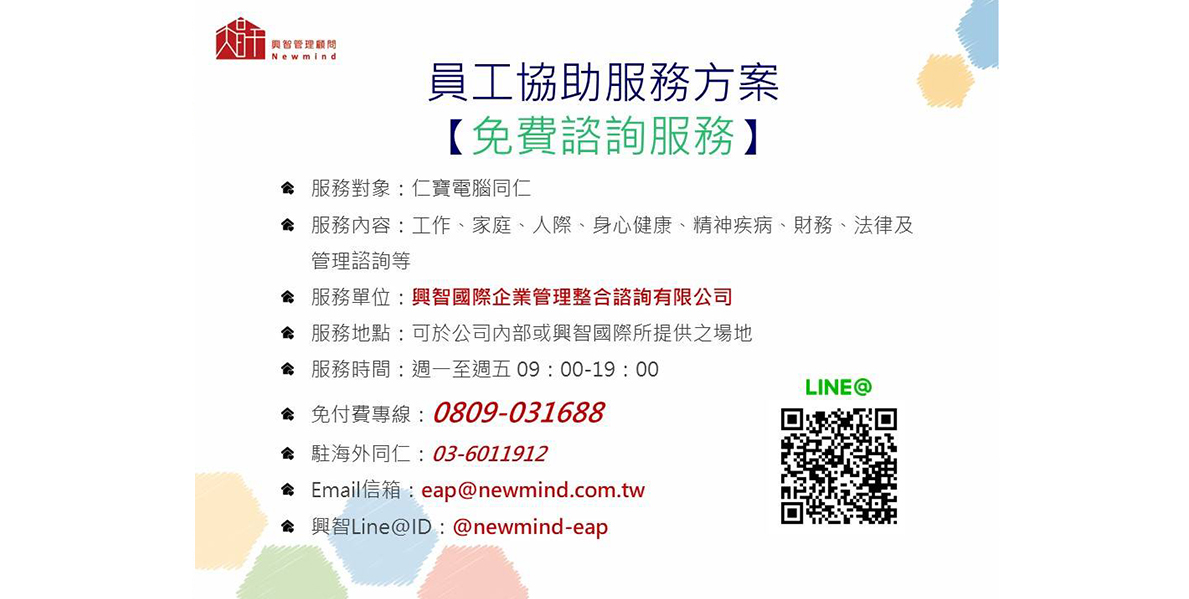 興智管理顧問
Newmind
員工協助服務方案
【免費諮詢服務】
服務對象：仁寶電腦同仁
服務內容：工作、家庭、人際、身心健康、精神疾病、財務、法律及
管理諮詢等
服務單位：興智國際企業管理整合諮詢有限公司
服務地點：可於公司內部或興智國際所提供之場地
服務時間：週一至週五 09：00-19：00
免付費專線：0809-031688
駐海外同仁：03-6011912
Email信箱：eap@newmind.com.tw
興智Line@ID：@newmind-eap
LINE@